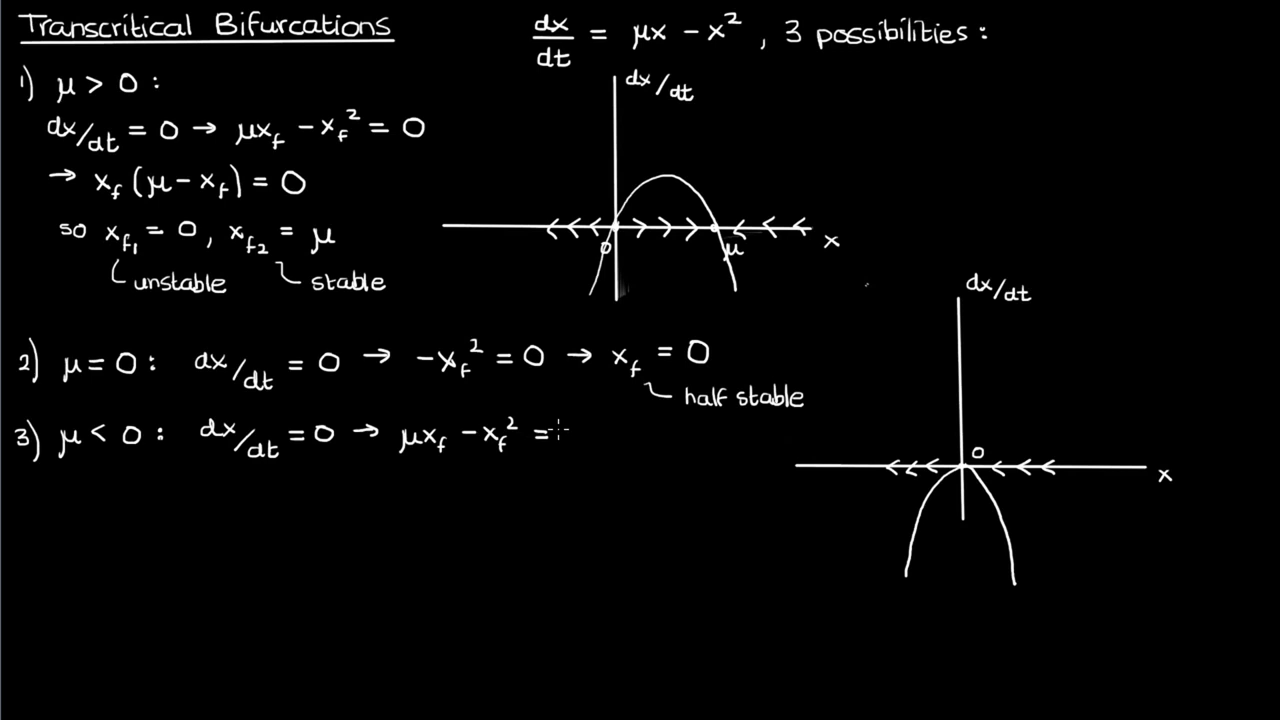 Transcritical Bifurcations
dx/dt = μx - x², 3 possibilities:
1) μ > 0:
dx/dt = 0 → μx_f - x_f² = 0
→ x_f (μ - x_f) = 0
so x_f₁ = 0, x_f₂ = μ
unstable
stable
dx/dt
0
μ
x
2) μ = 0: dx/dt = 0 → -x_f² = 0 → x_f = 0
half stable
3) μ < 0: dx/dt = 0 → μx_f - x_f² =
dx/dt
0
x